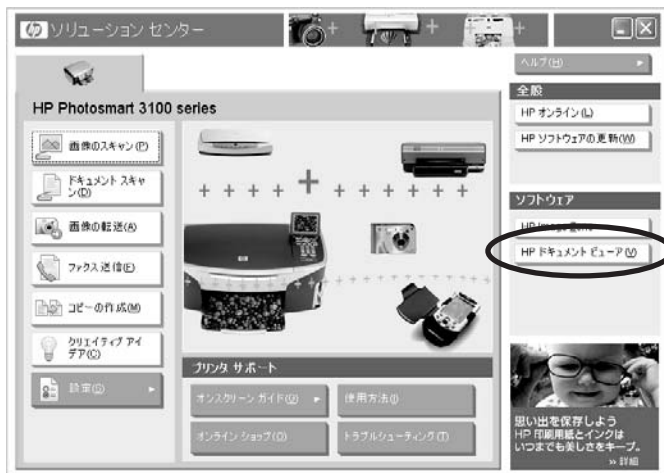 hp ソリューション センター
ヘルプ(H)
HP Photosmart 3100 series
画像のスキャン(P)
ドキュメント スキャ
ン(D)
画像の転送(A)
ファクス送信(E)
コピーの作成(M)
クリエイティブ アイ
デア(C)
設定(S)
プリンタ サポート
オンスクリーン ガイド(U)
使用方法(I)
オンライン ショップ(O)
トラブルシューティング(T)
全般
HP オンライン(L)
HP ソフトウェアの更新(W)
ソフトウェア
HP Image Zone
HP ドキュメント ビューア(V)
思い出を保存しよう
HP 印刷用紙とインクは
いつまでも美しさをキープ。
>> 詳細